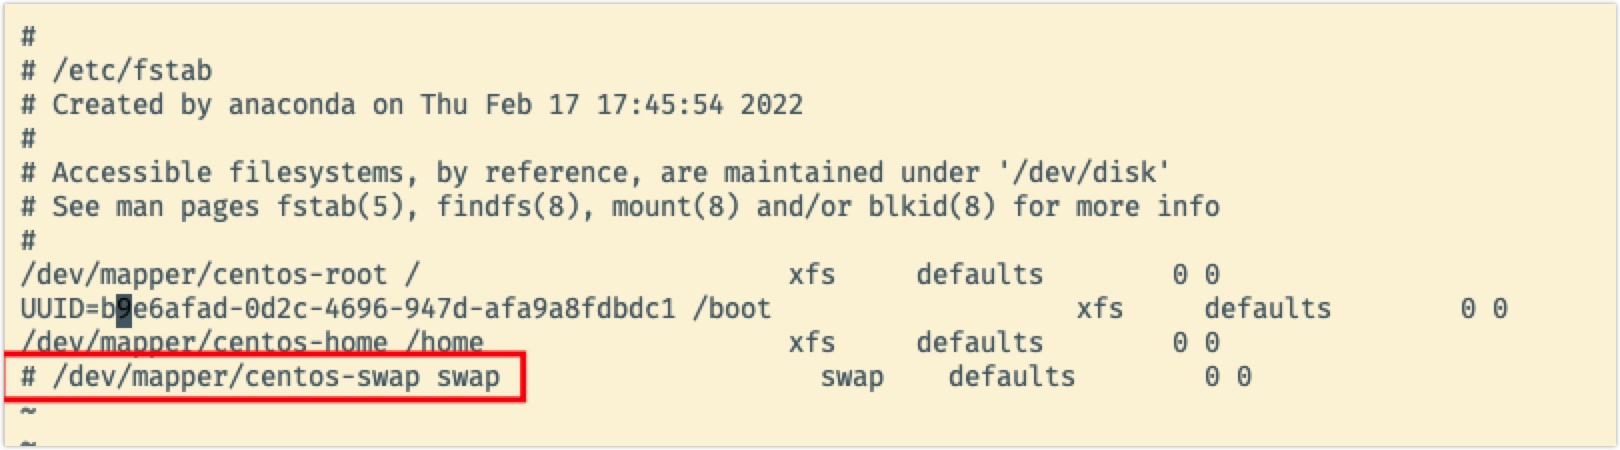 #
# /etc/fstab
# Created by anaconda on Thu Feb 17 17:45:54 2022
#
# Accessible filesystems, by reference, are maintained under '/dev/disk'
# See man pages fstab(5), findfs(8), mount(8) and/or blkid(8) for more info
#
/dev/mapper/centos-root / xfs defaults 0 0
UUID=b9e6afad-0d2c-4696-947d-afa9a8fdbdc1 /boot xfs defaults 0 0
/dev/mapper/centos-home /home xfs defaults 0 0
# /dev/mapper/centos-swap swap swap defaults 0 0
~
~